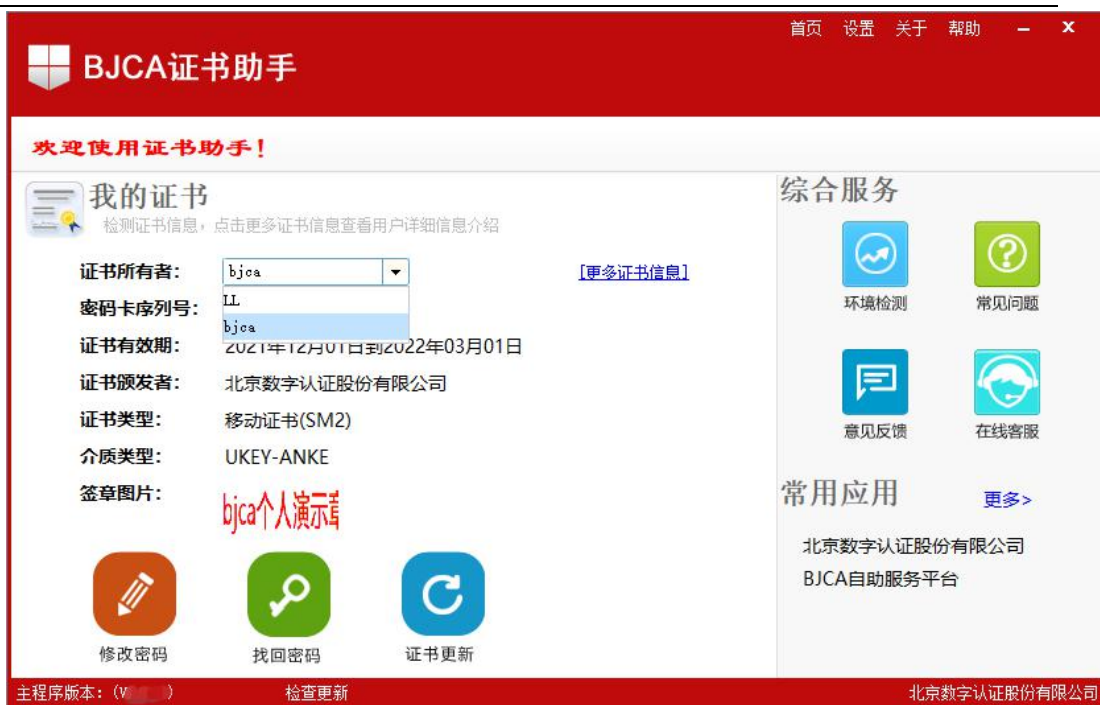 首页 设置 关于 帮助
BJCA证书助手
欢迎使用证书助手！
我的证书
检测证书信息，点击更多证书信息查看用户详细信息介绍
证书所有者： bjca [更多证书信息]
LL
密码卡序列号：
bjca
证书有效期： 2021年12月01日到2022年03月01日
证书颁发者： 北京数字认证股份有限公司
证书类型： 移动证书(SM2)
介质类型： UKEY-ANKE
签章图片： bjca个人演示章
修改密码 找回密码 证书更新
综合服务
环境检测 常见问题
意见反馈 在线客服
常用应用 更多>
北京数字认证股份有限公司
BJCA自助服务平台
主程序版本：(V ) 检查更新 北京数字认证股份有限公司